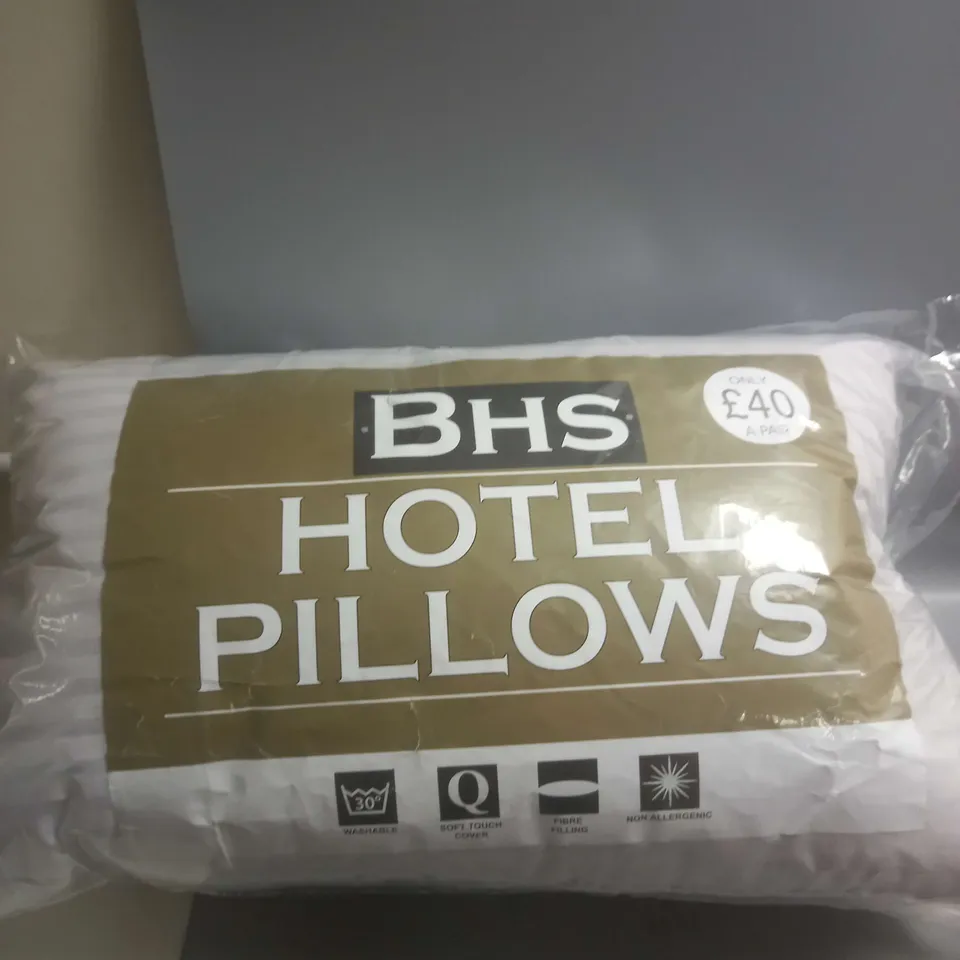 BHS
ONLY
£40
A PAIR
HOTEL
PILLOWS
30°
WASHABLE
Q
SOFT TOUCH
COVER
FIBRE
FILLING
NON ALLERGENIC